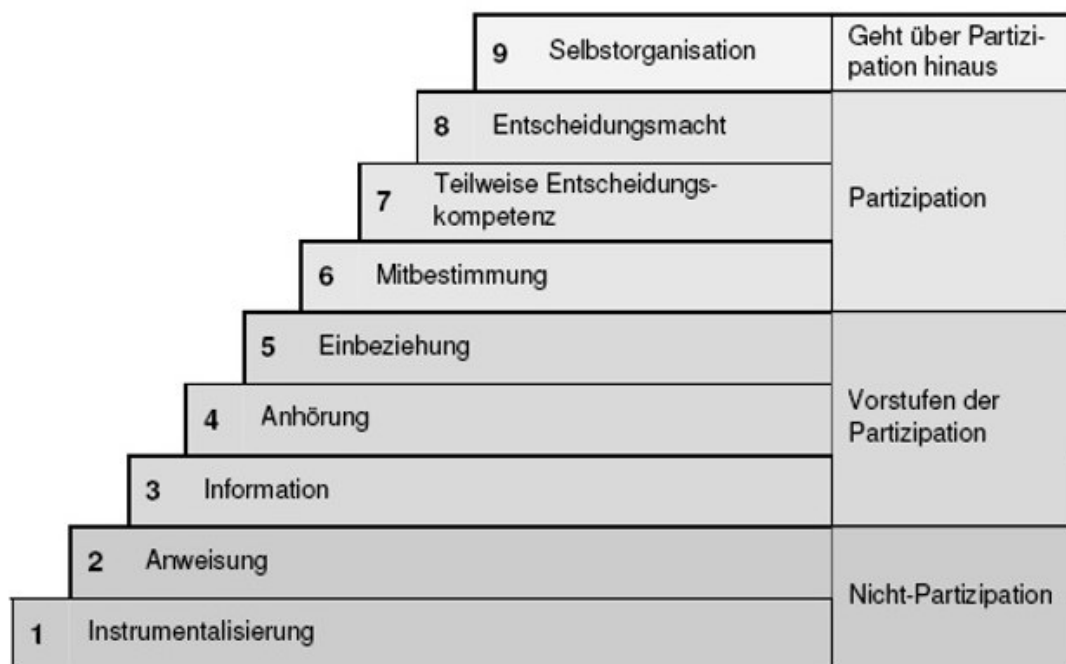 9 Selbstorganisation
Geht über Partizi-
pation hinaus
8 Entscheidungsmacht
7 Teilweise Entscheidungs-
kompetenz
Partizipation
6 Mitbestimmung
5 Einbeziehung
4 Anhörung
Vorstufen der
Partizipation
3 Information
2 Anweisung
Nicht-Partizipation
1 Instrumentalisierung